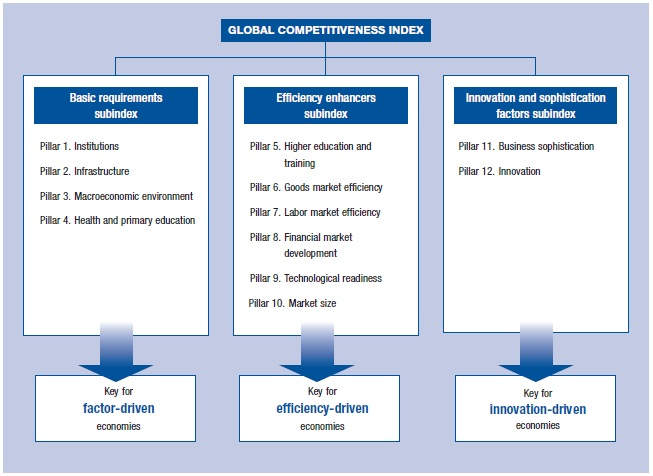 GLOBAL COMPETITIVENESS INDEX
Basic requirements
subindex
Pillar 1. Institutions
Pillar 2. Infrastructure
Pillar 3. Macroeconomic environment
Pillar 4. Health and primary education
Key for
factor-driven
economies
Efficiency enhancers
subindex
Pillar 5. Higher education and
training
Pillar 6. Goods market efficiency
Pillar 7. Labor market efficiency
Pillar 8. Financial market
development
Pillar 9. Technological readiness
Pillar 10. Market size
Key for
efficiency-driven
economies
Innovation and sophistication
factors subindex
Pillar 11. Business sophistication
Pillar 12. Innovation
Key for
innovation-driven
economies